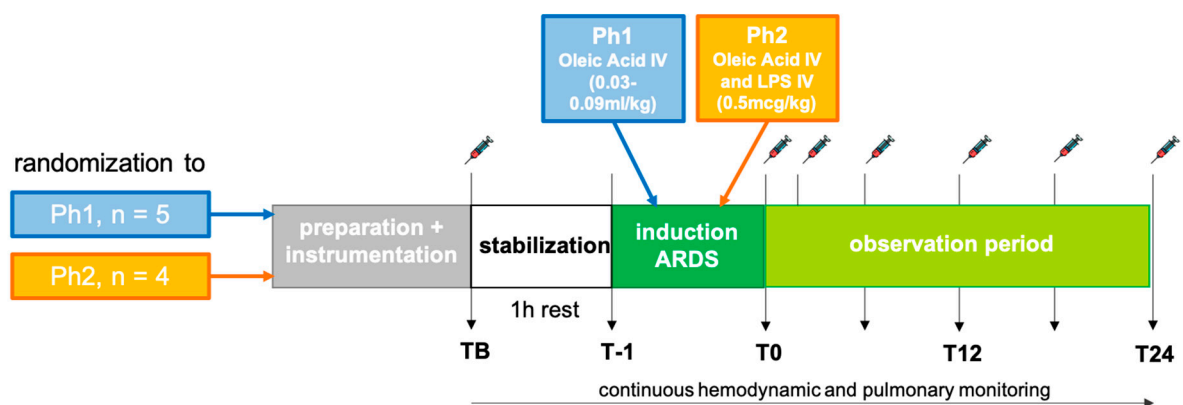 Ph1
Oleic Acid IV
(0.03-
0.09ml/kg)
Ph2
Oleic Acid IV
and LPS IV
(0.5mcg/kg)
randomization to
Ph1, n = 5
Ph2, n = 4
preparation +
instrumentation
stabilization
induction
ARDS
observation period
1h rest
TB
T-1
T0
T12
T24
continuous hemodynamic and pulmonary monitoring